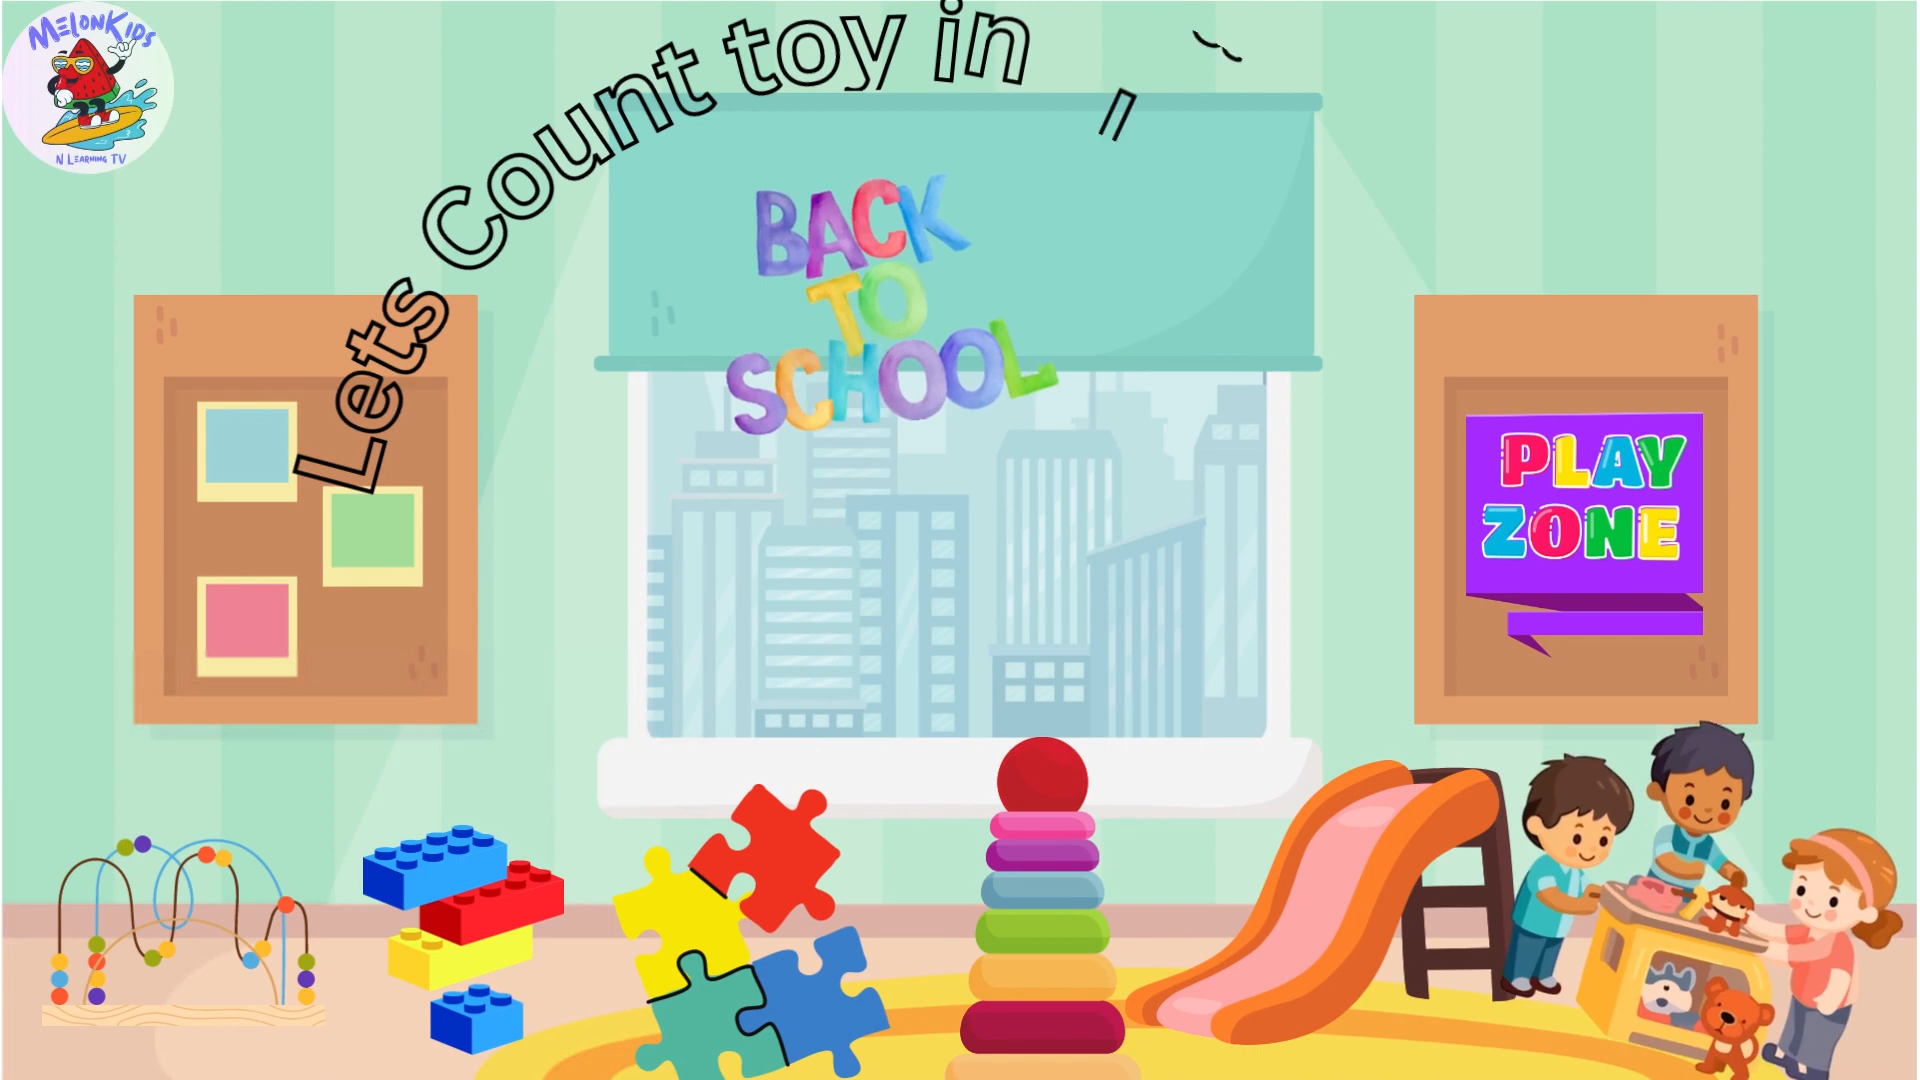 MELONKIDS
N LEARNING TV
Lets Count toy in
BACK
TO
SCHOOL
PLAY
ZONE